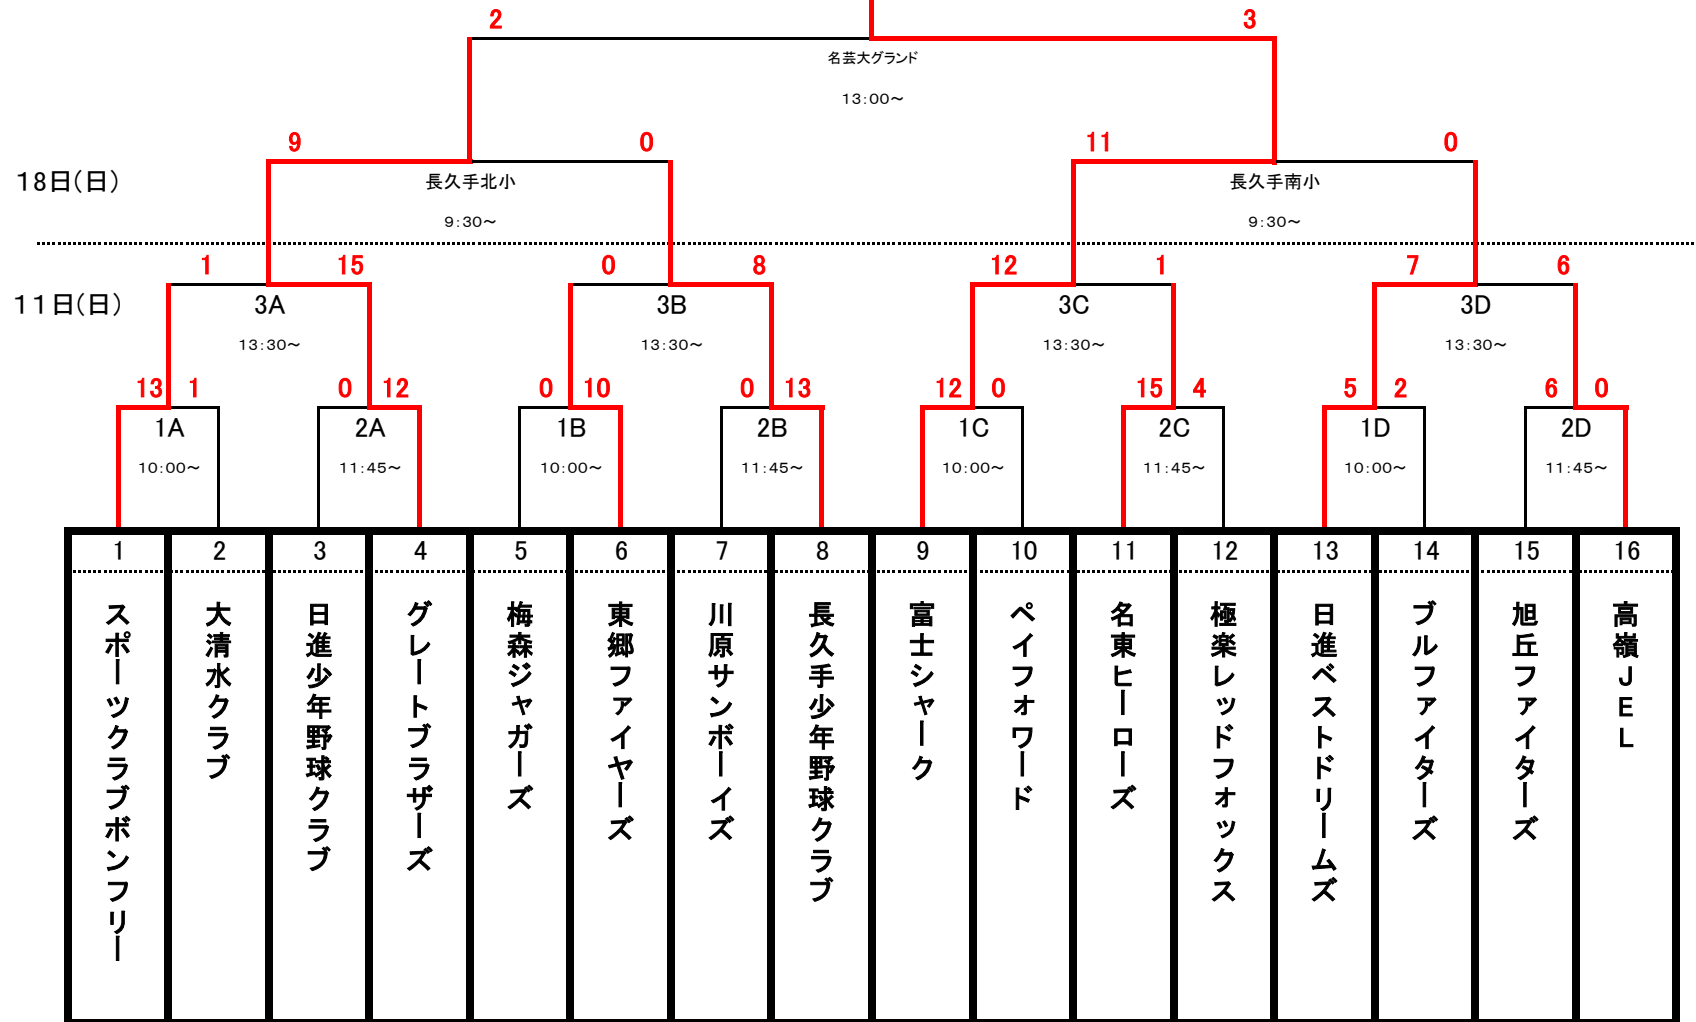 2 3
名芸大グランド
13:00～
9 0 11 0
18日(日) 長久手北小 長久手南小
9:30～ 9:30～
1 15 0 8 12 1 7 6
11日(日) 3A 3B 3C 3D
13:30～ 13:30～ 13:30～ 13:30～
13 1 0 12 0 10 0 13 12 0 15 4 5 2 6 0
1A 2A 1B 2B 1C 2C 1D 2D
10:00～ 11:45～ 10:00～ 11:45～ 10:00～ 11:45～ 10:00～ 11:45～
1 2 3 4 5 6 7 8 9 10 11 12 13 14 15 16
スポーツクラブボンフリー
大清水クラブ
日進少年野球クラブ
グレートブラザーズ
梅森ジャガーズ
東郷ファイヤーズ
川原サンボーイズ
長久手少年野球クラブ
富士シャーク
ペイフォワード
名東ヒーローズ
極楽レッドフォックス
日進ベストドリームズ
ブルファイターズ
旭丘ファイターズ
高嶺JEL